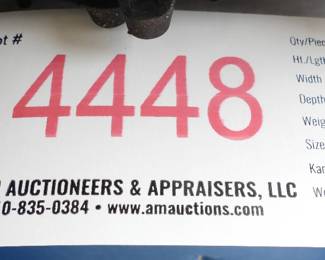 ot #
4448
AUCTIONEERS & APPRAISERS, LLC
0-835-0384 • www.amauctions.com
Qty/Piec
Ht./Lgth
Width
Depth
Weig
Size
Kar
We